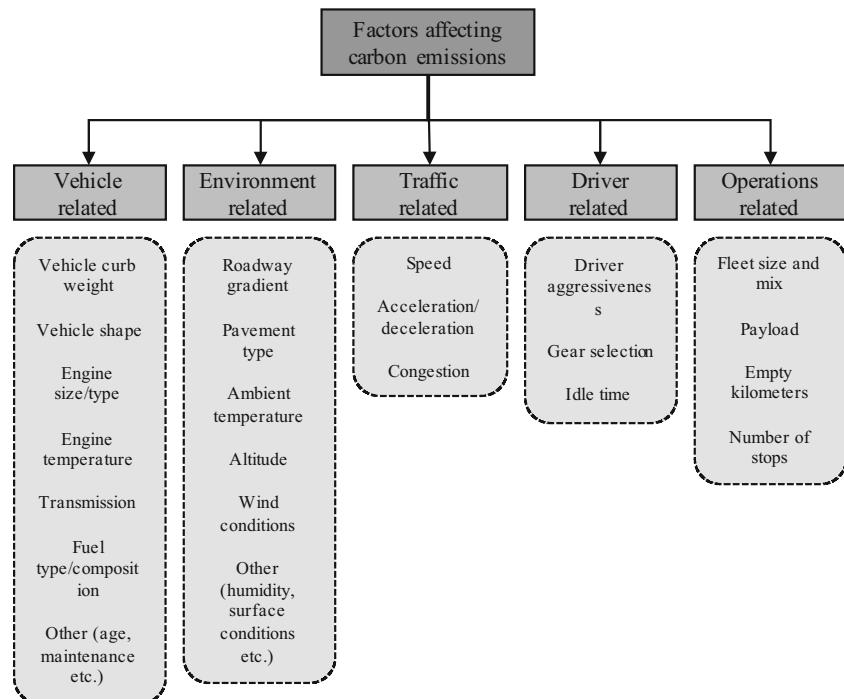 Factors affecting
carbon emissions
Vehicle
related
Environment
related
Traffic
related
Driver
related
Operations
related
Vehicle curb
weight
Vehicle shape
Engine
size/type
Engine
temperature
Transmission
Fuel
type/composit
ion
Other (age,
maintenance
etc.)
Roadway
gradient
Pavement
type
Ambient
temperature
Altitude
Wind
conditions
Other
(humidity,
surface
conditions
etc.)
Speed
Acceleration/
deceleration
Congestion
Driver
aggressivenes
s
Gear selection
Idle time
Fleet size and
mix
Payload
Empty
kilometers
Number of
stops